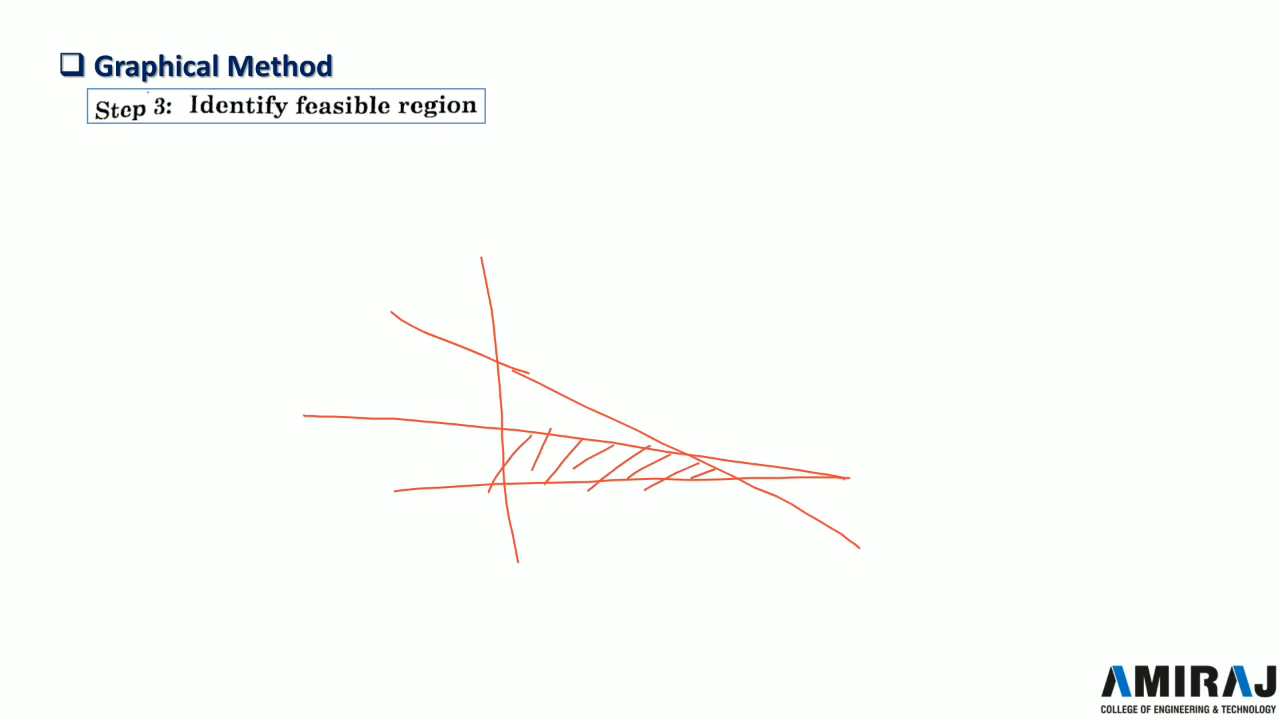 Graphical Method
Step 3: Identify feasible region
AMIRAJ
COLLEGE OF ENGINEERING & TECHNOLOGY